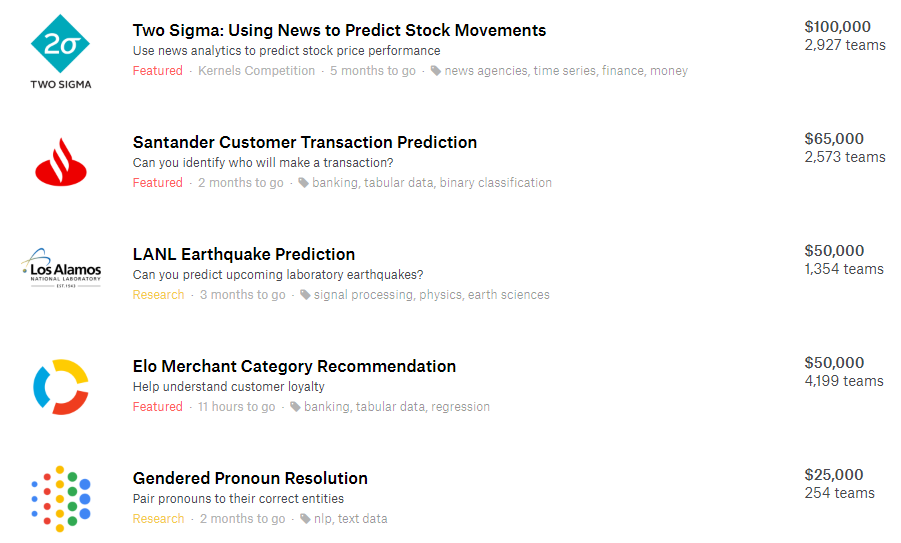 2σ
TWO SIGMA
Two Sigma: Using News to Predict Stock Movements
Use news analytics to predict stock price performance
Featured · Kernels Competition · 5 months to go · news agencies, time series, finance, money
$100,000
2,927 teams
Santander Customer Transaction Prediction
Can you identify who will make a transaction?
Featured · 2 months to go · banking, tabular data, binary classification
$65,000
2,573 teams
Los Alamos
NATIONAL LABORATORY
EST.1943
LANL Earthquake Prediction
Can you predict upcoming laboratory earthquakes?
Research · 3 months to go · signal processing, physics, earth sciences
$50,000
1,354 teams
Elo Merchant Category Recommendation
Help understand customer loyalty
Featured · 11 hours to go · banking, tabular data, regression
$50,000
4,199 teams
Gendered Pronoun Resolution
Pair pronouns to their correct entities
Research · 2 months to go · nlp, text data
$25,000
254 teams